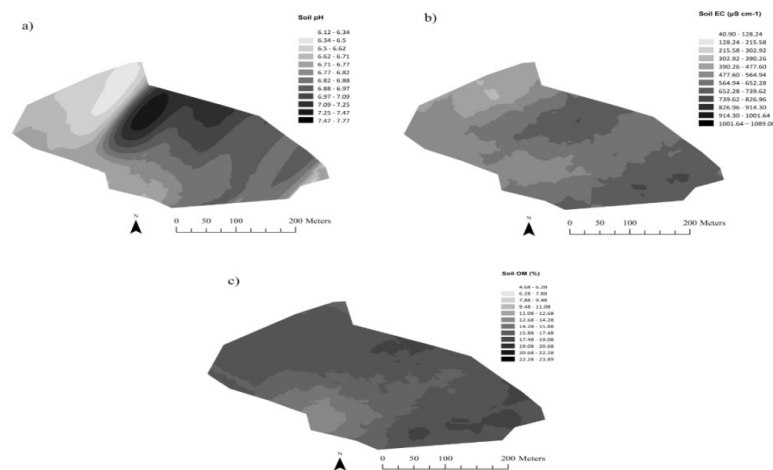 a)
Soil pH
6.12 - 6.34
6.34 - 6.5
6.5 - 6.62
6.62 - 6.71
6.71 - 6.77
6.77 - 6.82
6.82 - 6.88
6.88 - 6.97
6.97 - 7.09
7.09 - 7.25
7.25 - 7.47
7.47 - 7.77
N
0 50 100 200 Meters
b)
Soil EC (µS cm-1)
40.90 - 128.24
128.24 - 215.58
215.58 - 302.92
302.92 - 390.26
390.26 - 477.60
477.60 - 564.94
564.94 - 652.28
652.28 - 739.62
739.62 - 826.96
826.96 - 914.30
914.30 - 1001.64
1001.64 - 1089.00
N
0 50 100 200 Meters
c)
Soil OM (%)
4.68 - 6.28
6.28 - 7.88
7.88 - 9.48
9.48 - 11.08
11.08 - 12.68
12.68 - 14.28
14.28 - 15.88
15.88 - 17.48
17.48 - 19.08
19.08 - 20.68
20.68 - 22.28
22.28 - 23.89
N
0 50 100 200 Meters